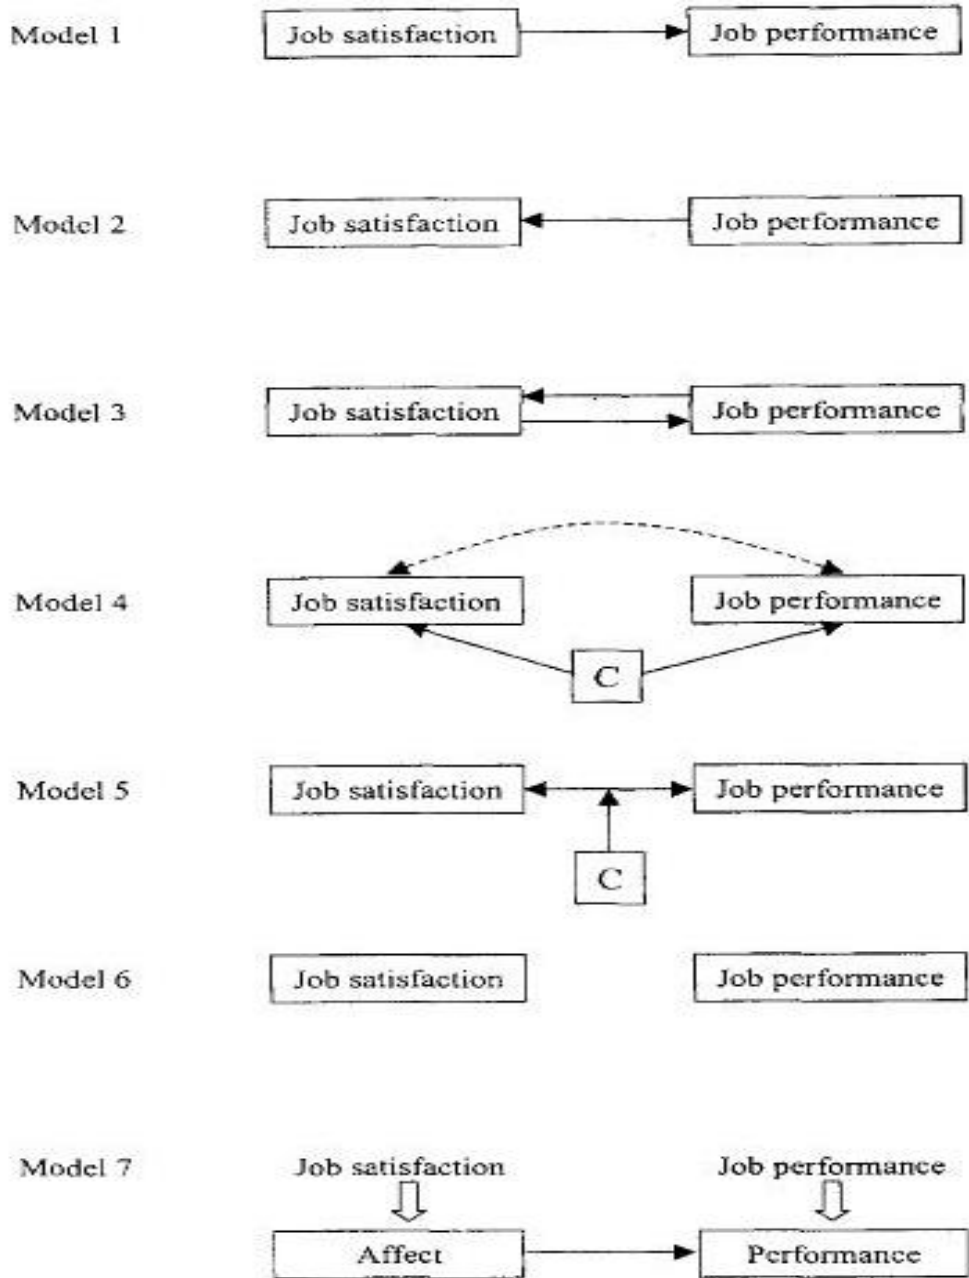 Model 1 Job satisfaction Job performance
Model 2 Job satisfaction Job performance
Model 3 Job satisfaction Job performance
Model 4 Job satisfaction Job performance
C
Model 5 Job satisfaction Job performance
C
Model 6 Job satisfaction Job performance
Model 7 Job satisfaction Job performance
Affect Performance